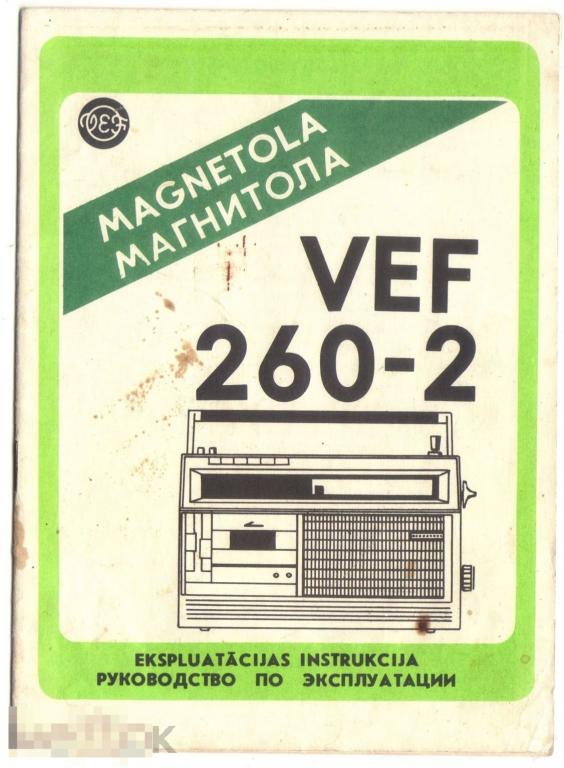 VEF
MAGNETOLA
МАГНИТОЛА
VEF
260-2
EKSPLUATĀCIJAS INSTRUKCIJA
РУКОВОДСТВО ПО ЭКСПЛУАТАЦИИ